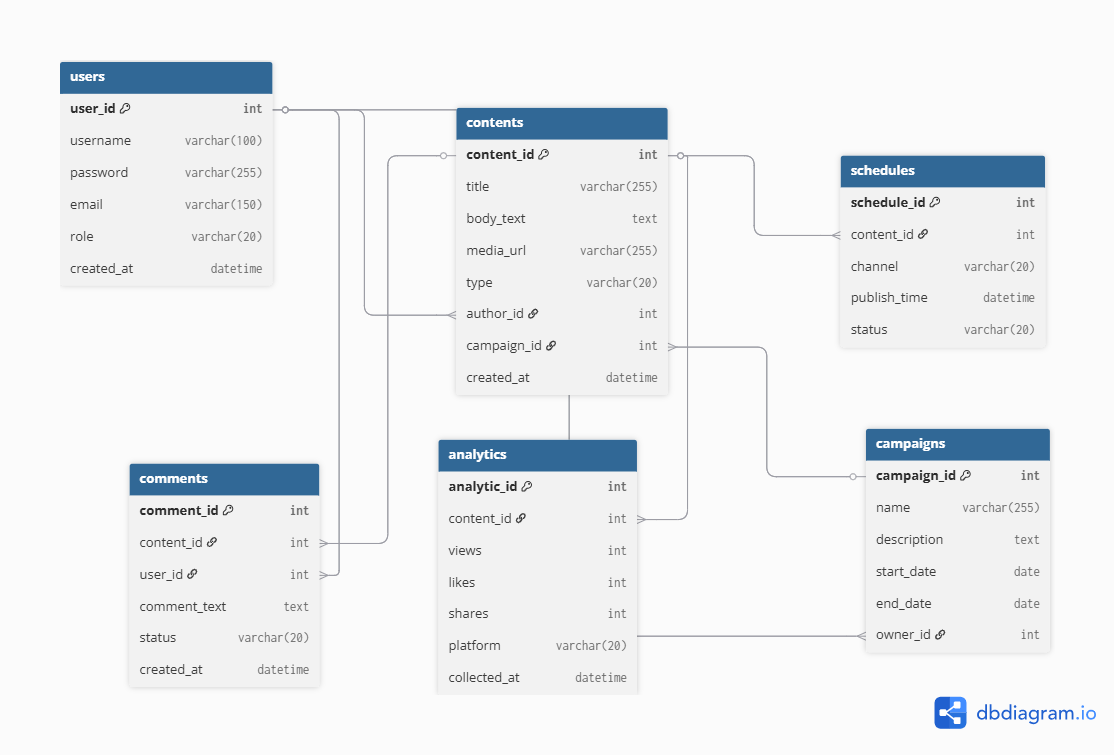 users
user_id int
username varchar(100)
password varchar(255)
email varchar(150)
role varchar(20)
created_at datetime
contents
content_id int
title varchar(255)
body_text text
media_url varchar(255)
type varchar(20)
author_id int
campaign_id int
created_at datetime
schedules
schedule_id int
content_id int
channel varchar(20)
publish_time datetime
status varchar(20)
comments
comment_id int
content_id int
user_id int
comment_text text
status varchar(20)
created_at datetime
analytics
analytic_id int
content_id int
views int
likes int
shares int
platform varchar(20)
collected_at datetime
campaigns
campaign_id int
name varchar(255)
description text
start_date date
end_date date
owner_id int
dbdiagram.io